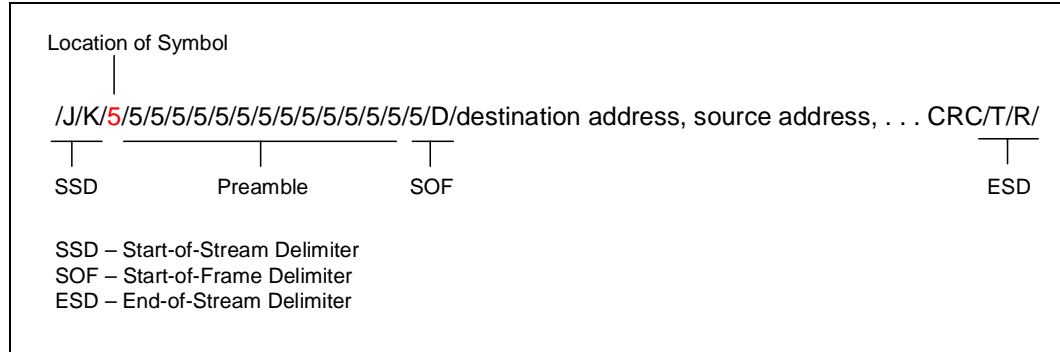 Location of Symbol
/J/K/5/5/5/5/5/5/5/5/5/5/5/5/5/5/5/D/destination address, source address, . . . CRC/T/R/
SSD Preamble SOF ESD
SSD – Start-of-Stream Delimiter
SOF – Start-of-Frame Delimiter
ESD – End-of-Stream Delimiter